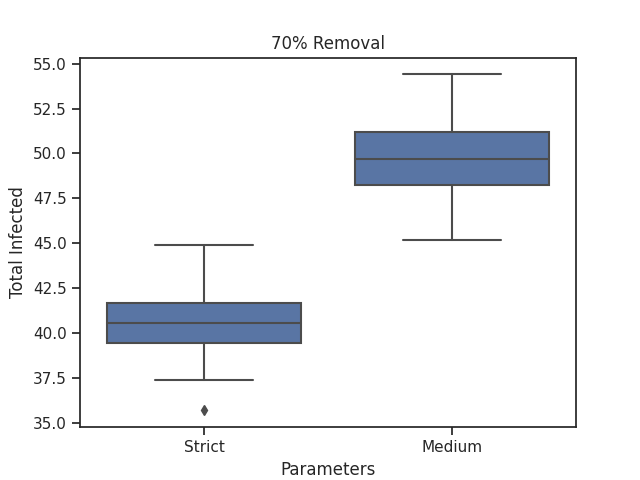 70% Removal
Total Infected
55.0
52.5
50.0
47.5
45.0
42.5
40.0
37.5
35.0
Strict
Medium
Parameters